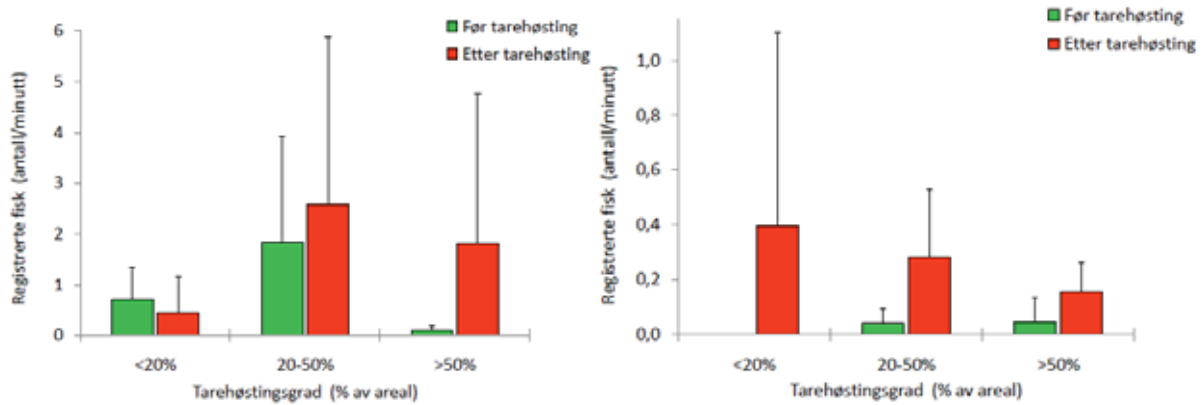 Før tarehøsting
Etter tarehøsting
Registrerte fisk (antall/minutt)
6
5
4
3
2
1
0
<20% 20-50% >50%
Tarehøstingsgrad (% av areal)
Før tarehøsting
Etter tarehøsting
Registrerte fisk (antall/minutt)
1,0
0,8
0,6
0,4
0,2
0,0
<20% 20-50% >50%
Tarehøstingsgrad (% av areal)